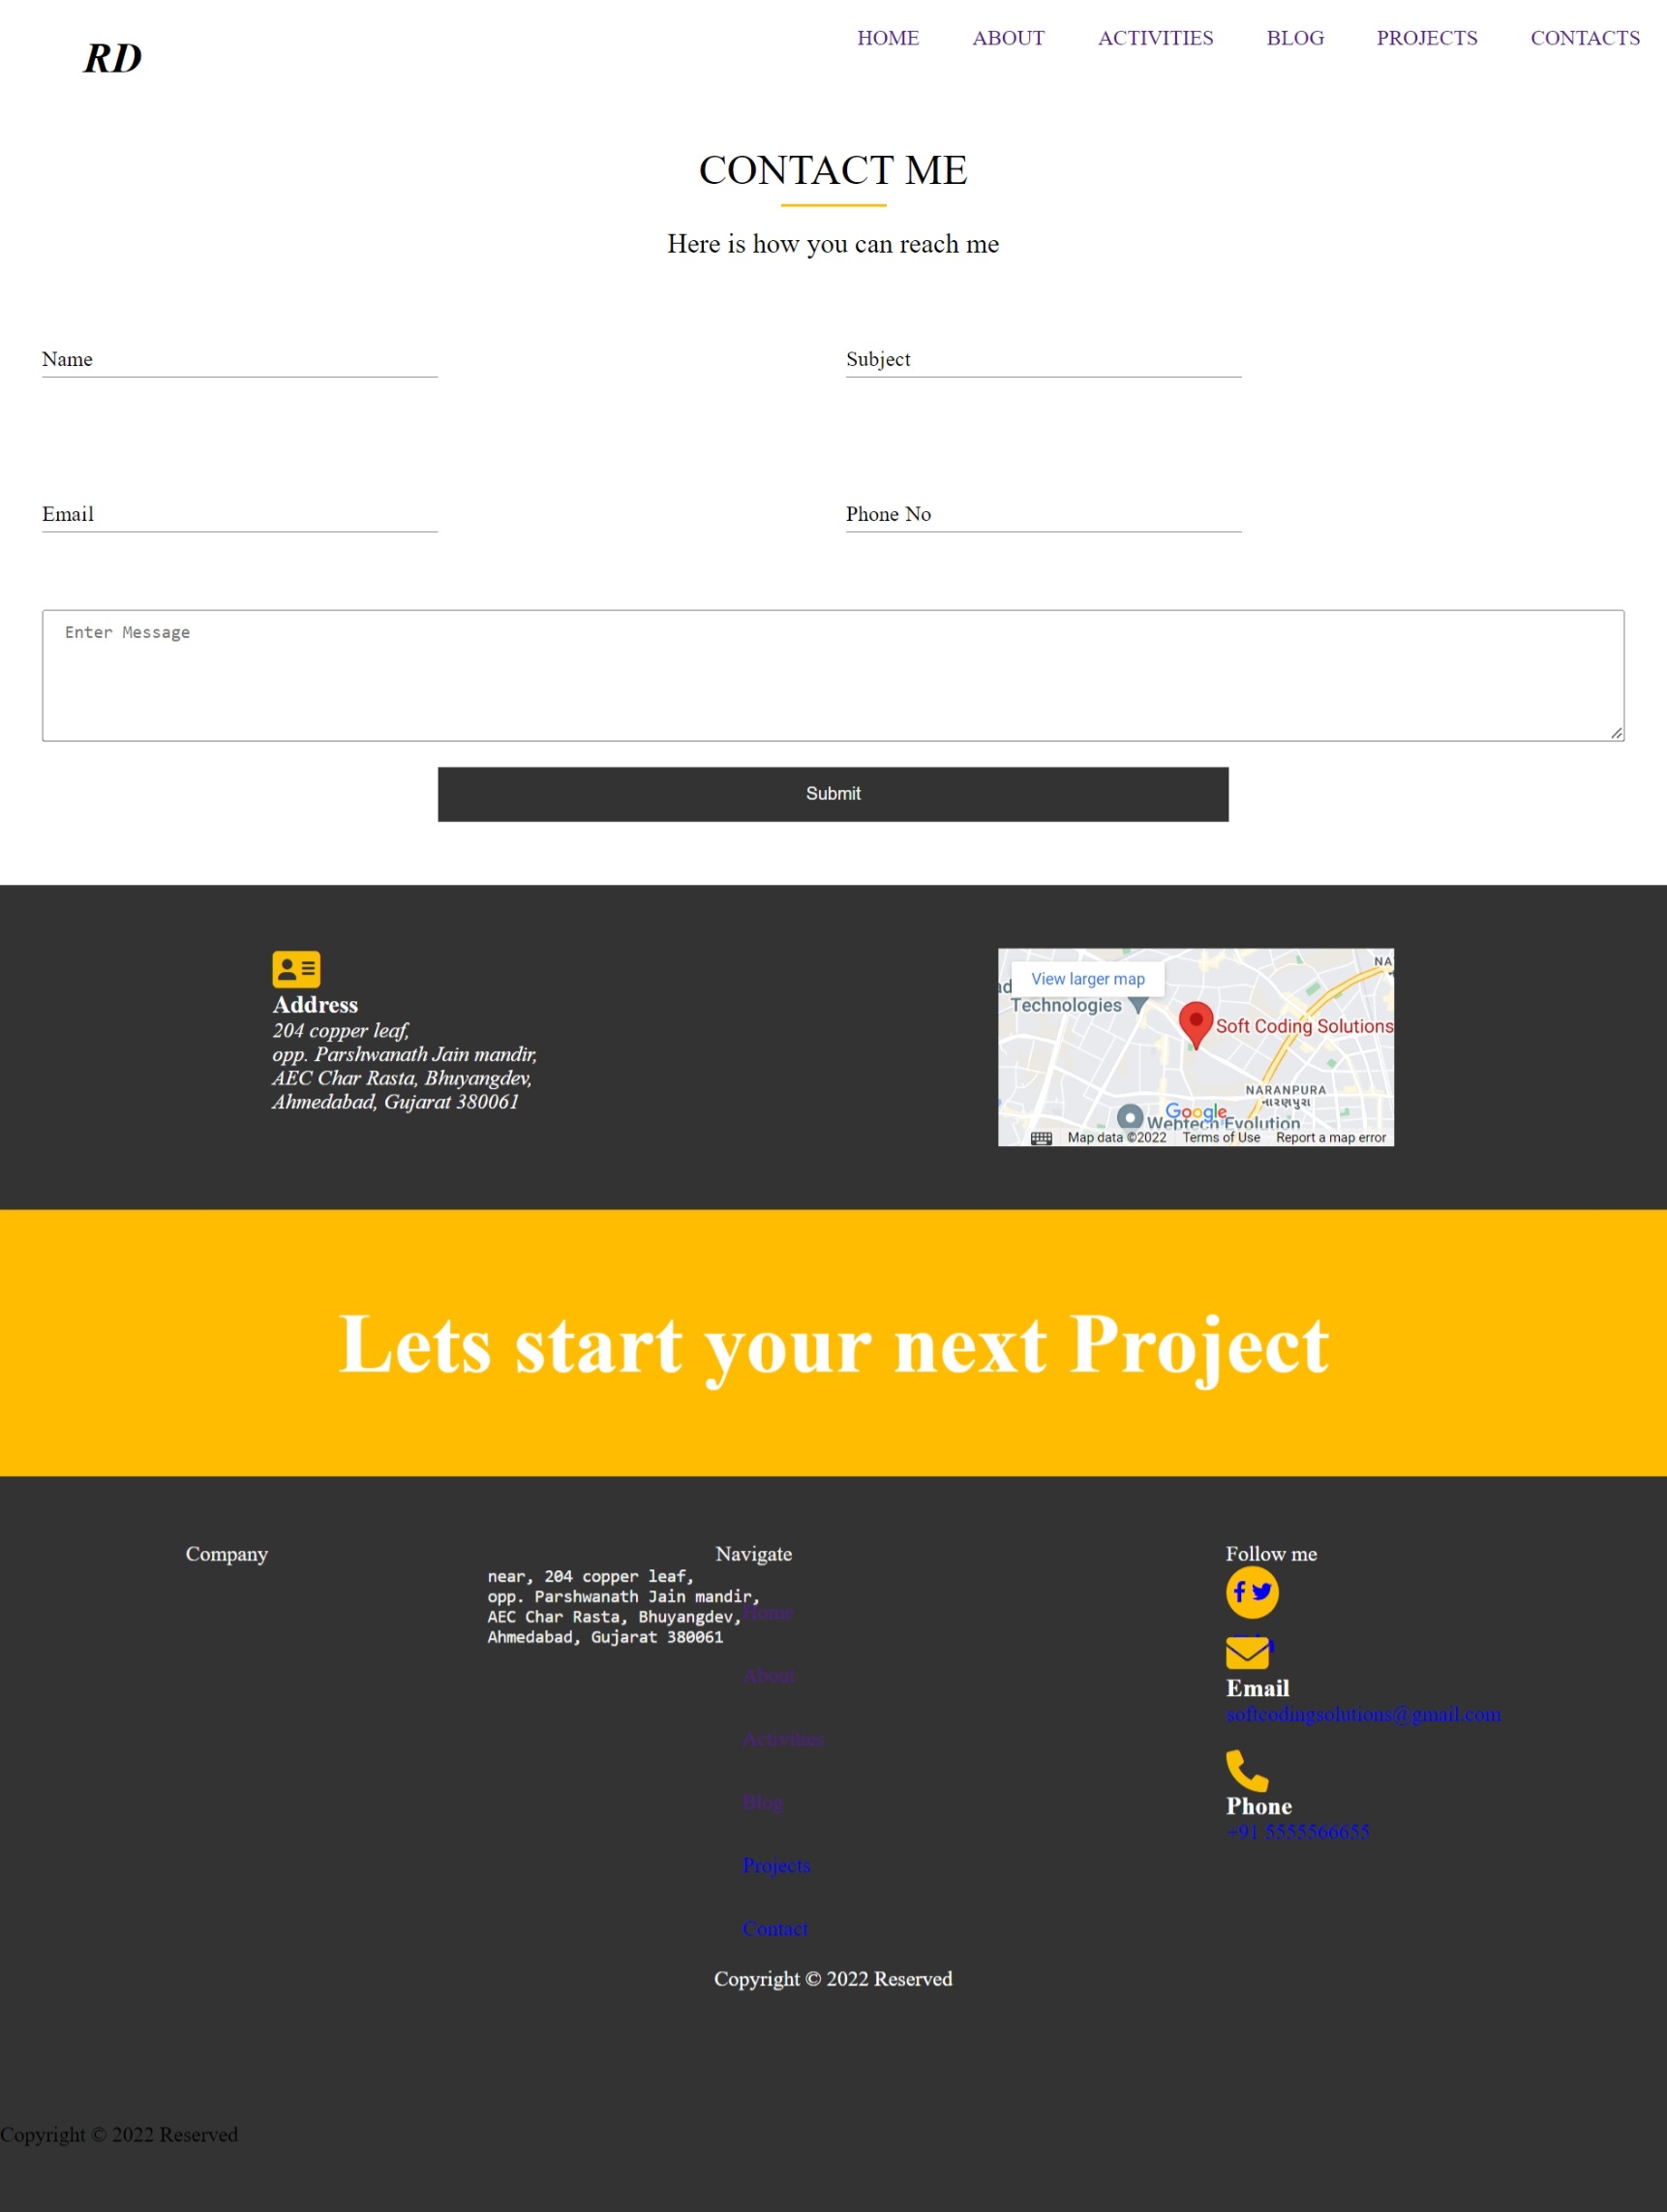 RD
HOME ABOUT ACTIVITIES BLOG PROJECTS CONTACTS
CONTACT ME
Here is how you can reach me
Name
Subject
Email
Phone No
Enter Message
Submit
Address
204 copper leaf,
opp. Parshwanath Jain mandir,
AEC Char Rasta, Bhuyangdev,
Ahmedabad, Gujarat 380061
View larger map
Technologies
Soft Coding Solutions
NARANPURA
નારણપુરા
Google
Webtech Evolution
Map data ©2022 Terms of Use Report a map error
Lets start your next Project
Company
near, 204 copper leaf,
opp. Parshwanath Jain mandir,
AEC Char Rasta, Bhuyangdev,
Ahmedabad, Gujarat 380061
Navigate
Home
About
Activities
Blog
Projects
Contact
Follow me
Email
softcodingsolutions@gmail.com
Phone
+91 5555566655
Copyright © 2022 Reserved
Copyright © 2022 Reserved